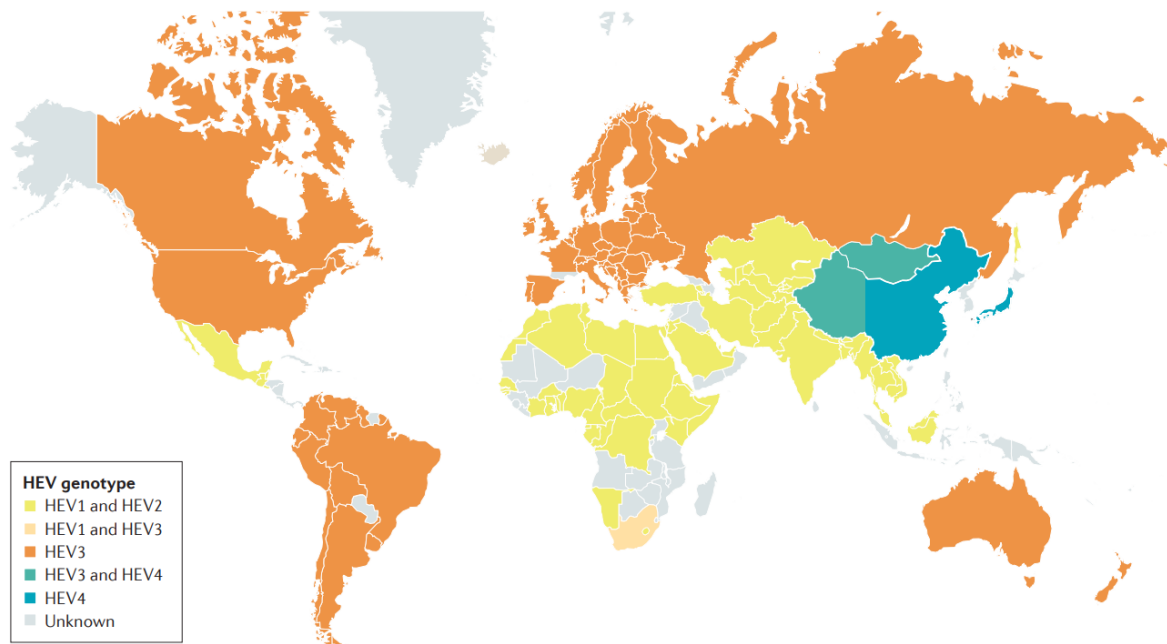 HEV genotype
HEV1 and HEV2
HEV1 and HEV3
HEV3
HEV3 and HEV4
HEV4
Unknown